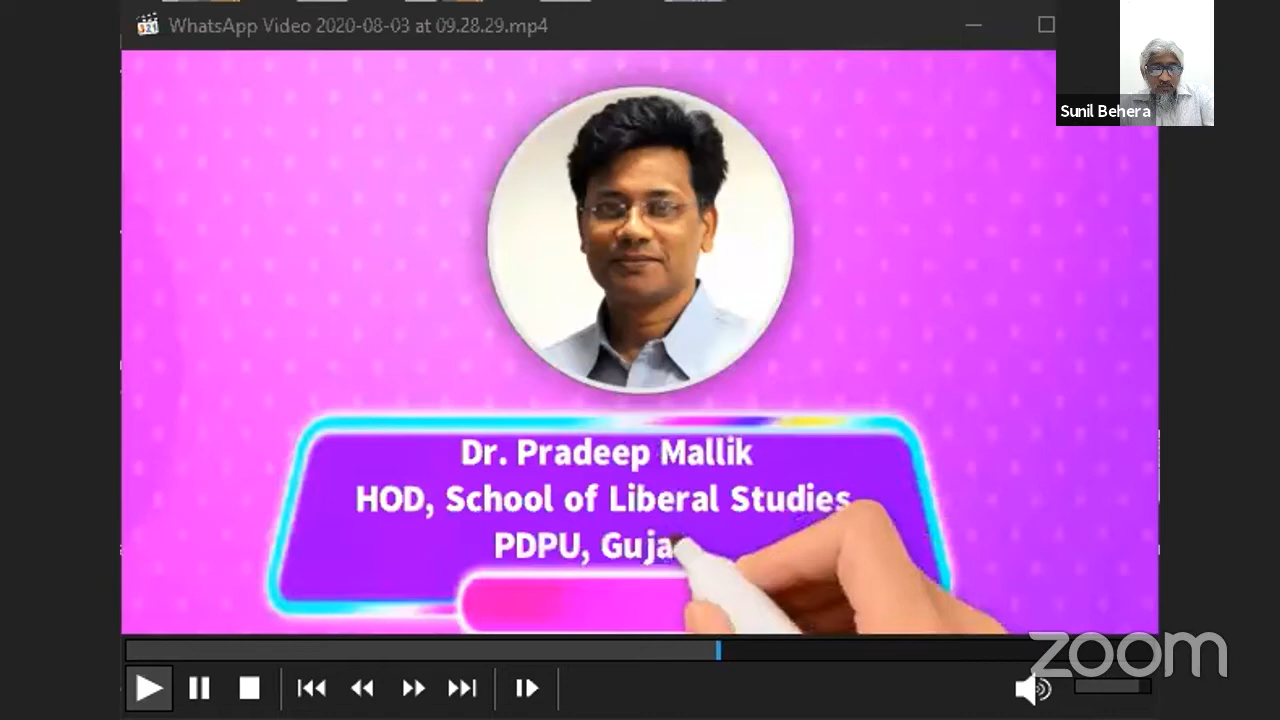 WhatsApp Video 2020-08-03 at 09.28.29.mp4
Sunil Behera
Dr. Pradeep Mallik
HOD, School of Liberal Studies
PDPU, Guja
zoom